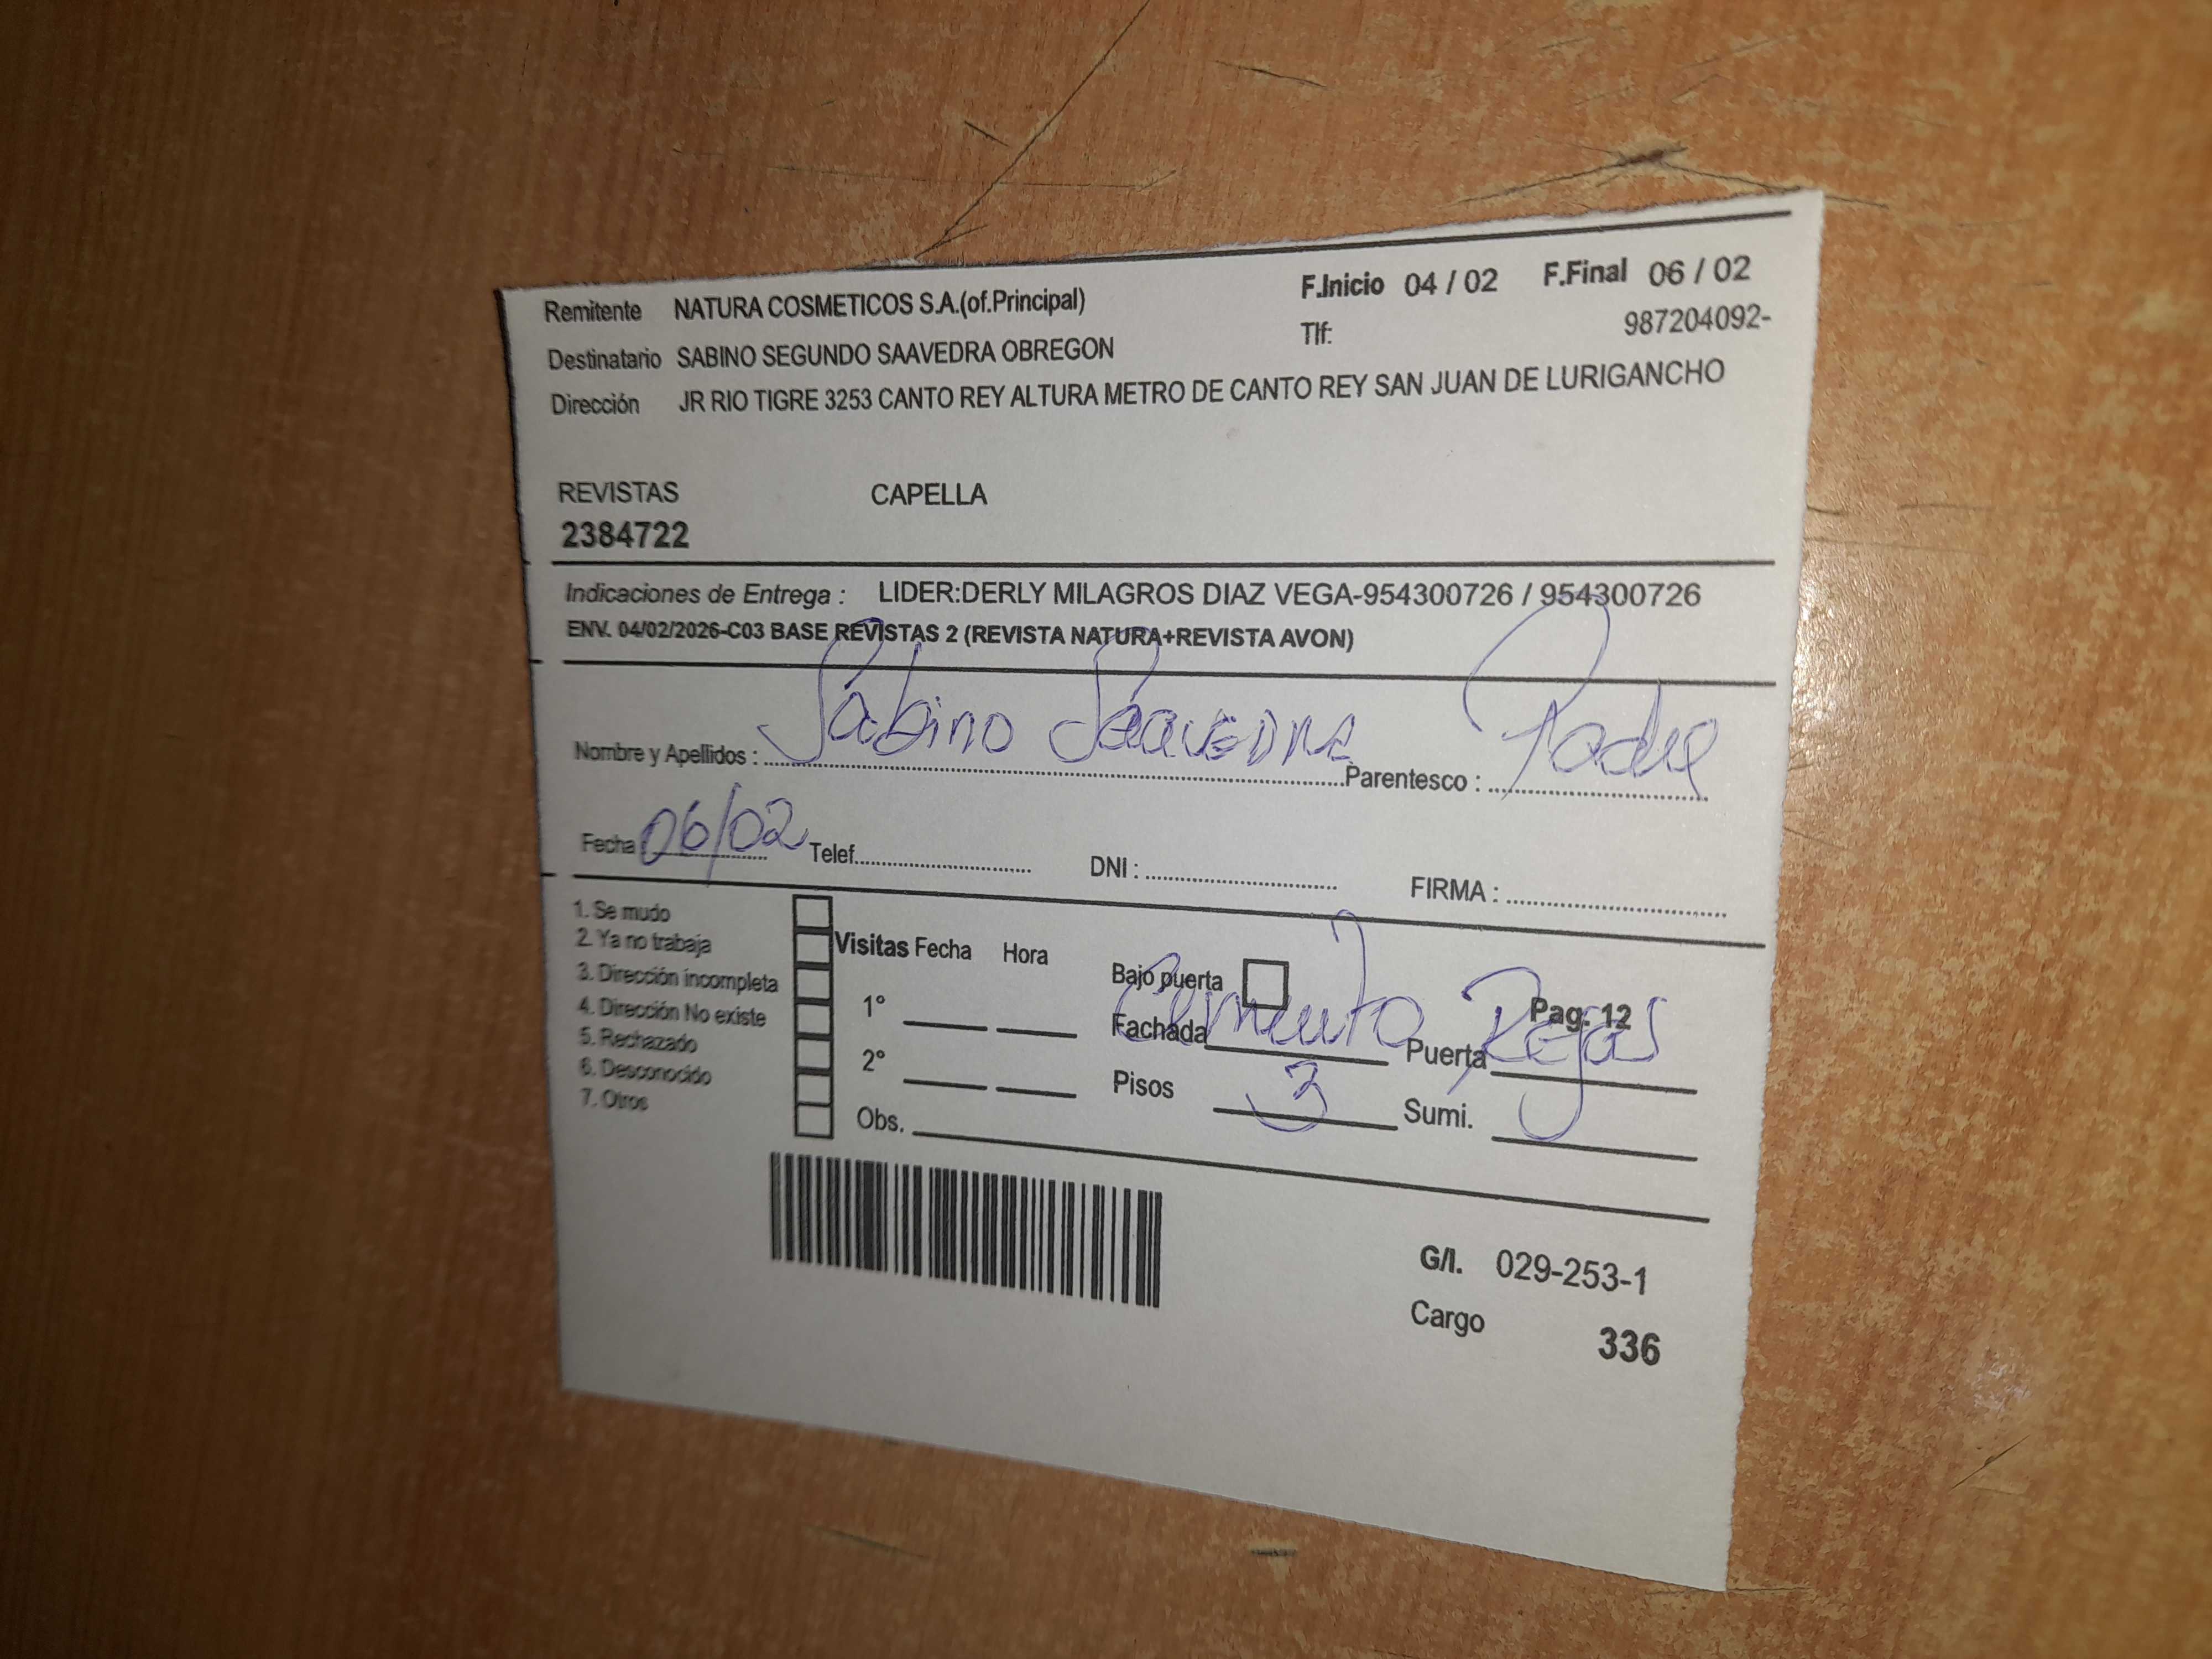 Remitente NATURA COSMETICOS S.A.(of.Principal) F.Inicio 04 / 02 F.Final 06 / 02
Tlf: 987204092-
Destinatario SABINO SEGUNDO SAAVEDRA OBREGON
Dirección JR RIO TIGRE 3253 CANTO REY ALTURA METRO DE CANTO REY SAN JUAN DE LURIGANCHO
REVISTAS CAPELLA
2384722
Indicaciones de Entrega : LIDER:DERLY MILAGROS DIAZ VEGA-954300726 / 954300726
ENV. 04/02/2026-C03 BASE REVISTAS 2 (REVISTA NATURA+REVISTA AVON)
Nombre y Apellidos : Sabino Saavedra Parentesco : Padre
Fecha 06/02 Telef. DNI : FIRMA :
1. Se mudo
2. Ya no trabaja
3. Dirección incompleta
4. Dirección No existe
5. Rechazado
6. Desconocido
7. Otros
Visitas Fecha Hora
1°
2°
Obs.
Bajo puerta
Pag. 12
Fachada Cemento Puerta Rejas
Pisos 3 Sumi.
G/I. 029-253-1
Cargo 336